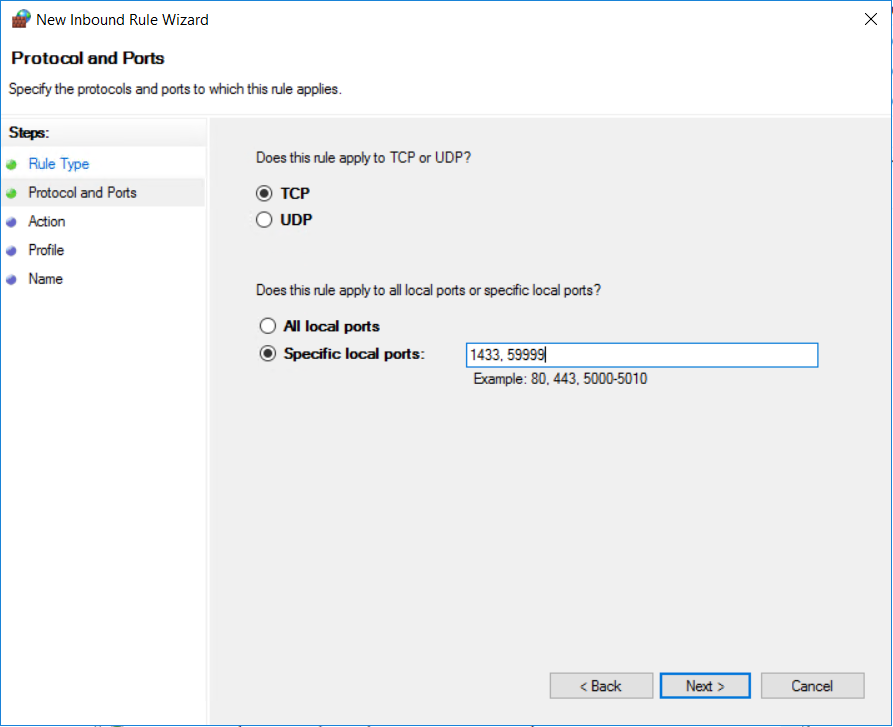 New Inbound Rule Wizard
Protocol and Ports
Specify the protocols and ports to which this rule applies.
Steps:
Rule Type
Protocol and Ports
Action
Profile
Name
Does this rule apply to TCP or UDP?
TCP
UDP
Does this rule apply to all local ports or specific local ports?
All local ports
Specific local ports: 1433, 59999
Example: 80, 443, 5000-5010
< Back Next > Cancel